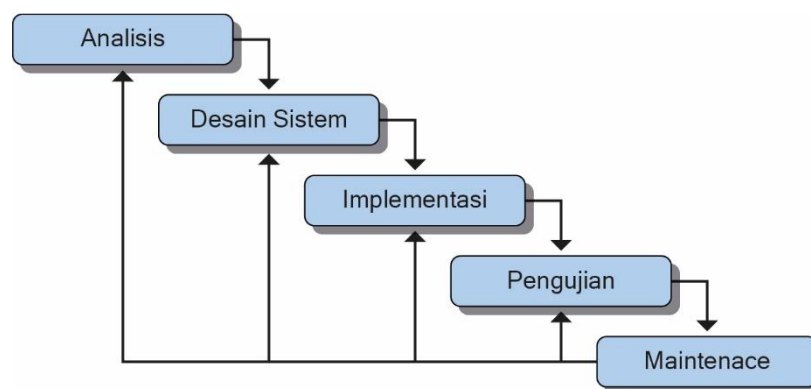 Analisis
Desain Sistem
Implementasi
Pengujian
Maintenace